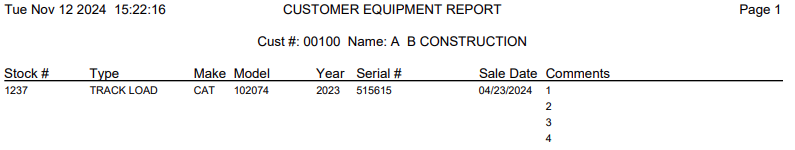 Tue Nov 12 2024 15:22:16 CUSTOMER EQUIPMENT REPORT Page 1
Cust #: 00100 Name: A B CONSTRUCTION
Stock # Type Make Model Year Serial # Sale Date Comments
1237 TRACK LOAD CAT 102074 2023 515615 04/23/2024 1
2
3
4